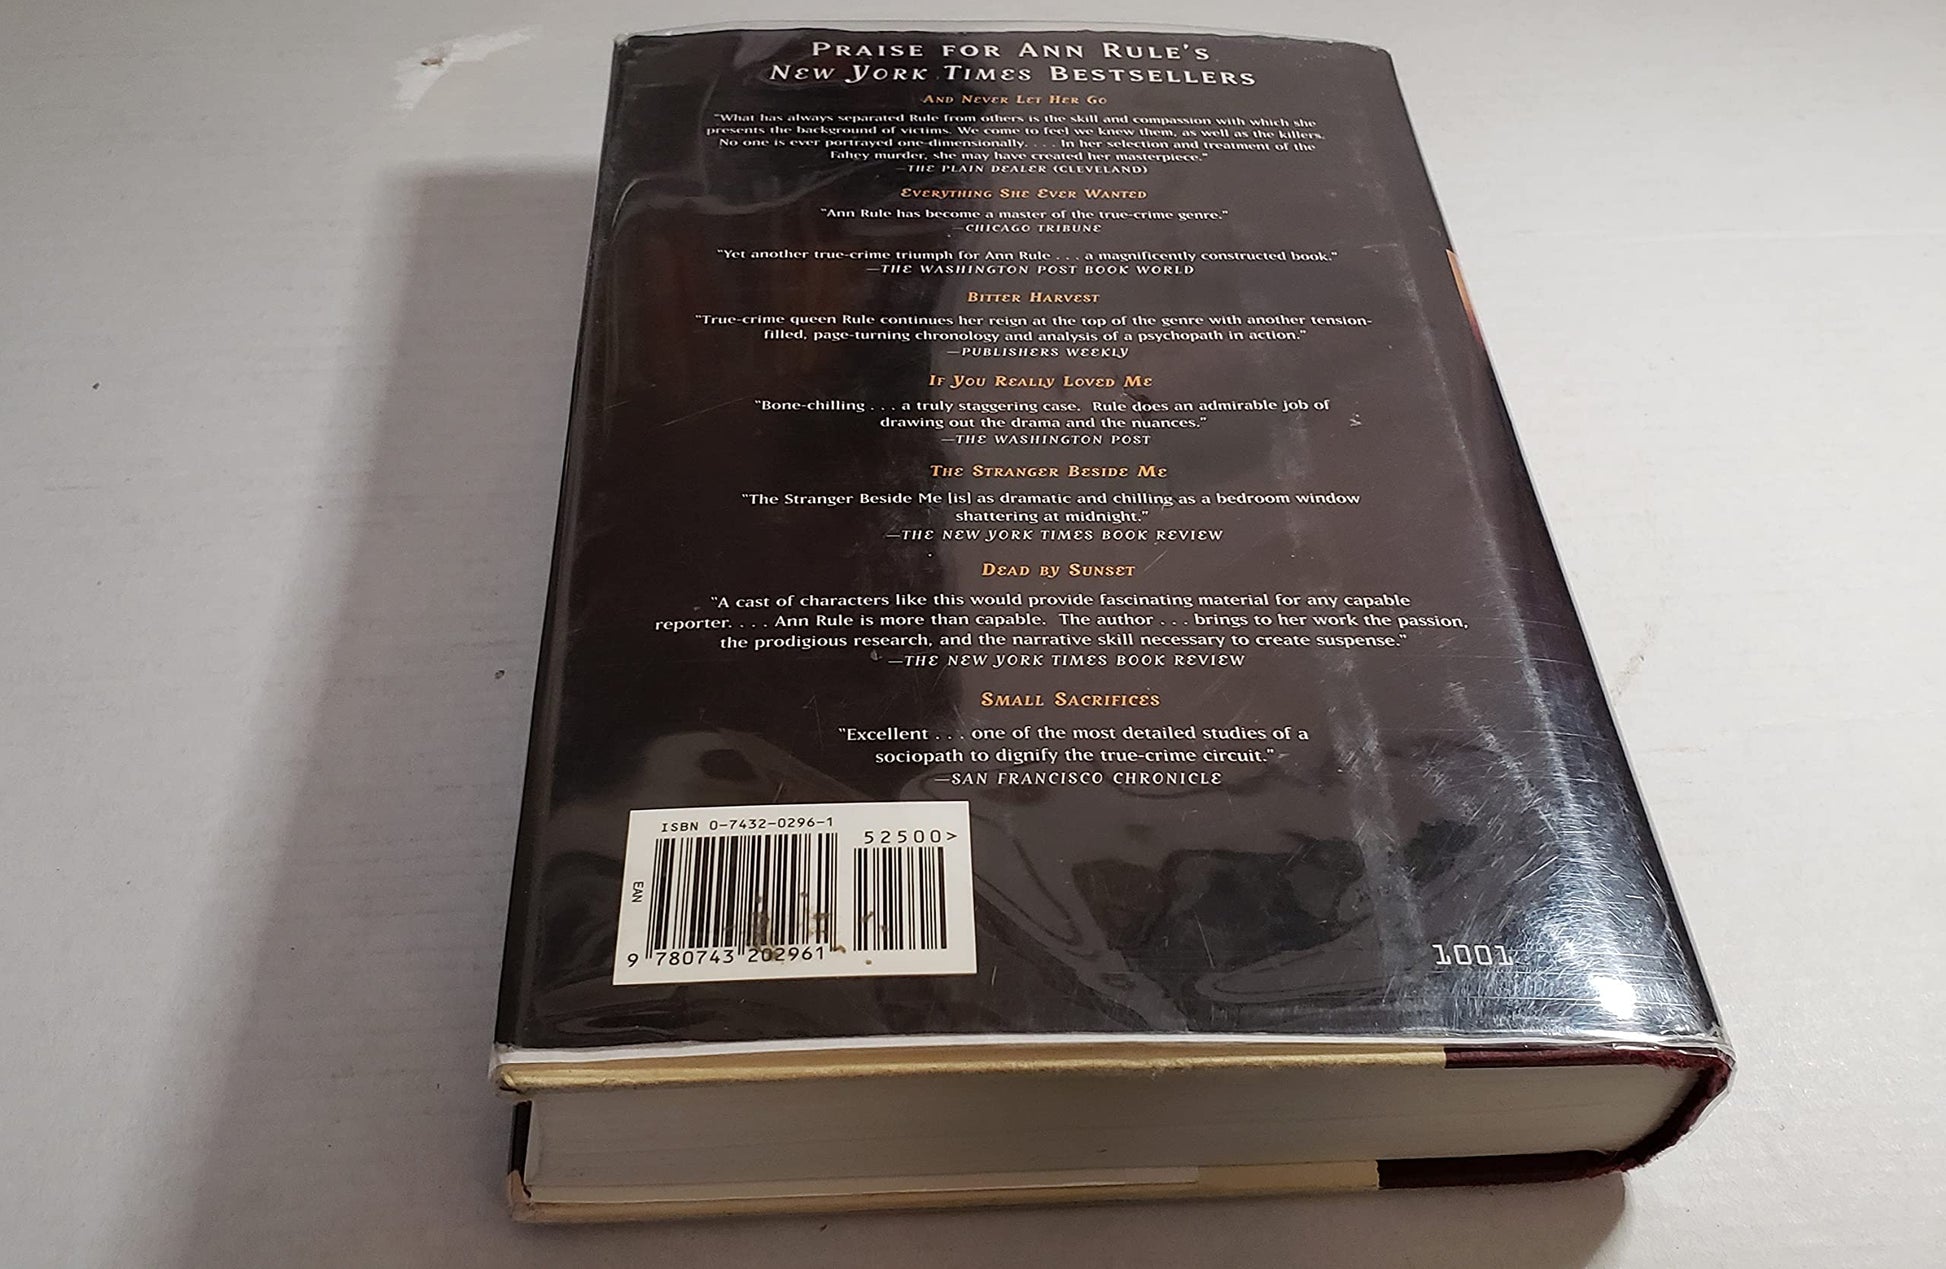 PRAISE FOR ANN RULE'S
NEW YORK TIMES BESTSELLERS
AND NEVER LET HER GO
"What has always separated Rule from others is the skill and compassion with which she
presents the background of victims. We come to feel we knew them, as well as the killers.
No one is ever portrayed one-dimensionally. . . . In her selection and treatment of the
Fahey murder, she may have created her masterpiece."
—THE PLAIN DEALER (CLEVELAND)
EVERYTHING SHE EVER WANTED
"Ann Rule has become a master of the true-crime genre."
—CHICAGO TRIBUNE
"Yet another true-crime triumph for Ann Rule . . . a magnificently constructed book."
—THE WASHINGTON POST BOOK WORLD
BITTER HARVEST
"True-crime queen Rule continues her reign at the top of the genre with another tension-
filled, page-turning chronology and analysis of a psychopath in action."
—PUBLISHERS WEEKLY
IF YOU REALLY LOVED ME
"Bone-chilling . . . a truly staggering case. Rule does an admirable job of
drawing out the drama and the nuances."
—THE WASHINGTON POST
THE STRANGER BESIDE ME
"The Stranger Beside Me [is] as dramatic and chilling as a bedroom window
shattering at midnight."
—THE NEW YORK TIMES BOOK REVIEW
DEAD BY SUNSET
"A cast of characters like this would provide fascinating material for any capable
reporter. . . . Ann Rule is more than capable. The author . . . brings to her work the passion,
the prodigious research, and the narrative skill necessary to create suspense."
—THE NEW YORK TIMES BOOK REVIEW
SMALL SACRIFICES
"Excellent . . . one of the most detailed studies of a
sociopath to dignify the true-crime circuit."
—SAN FRANCISCO CHRONICLE
ISBN 0-7432-0296-1
52500>
EAN
9 780743 202961
1001